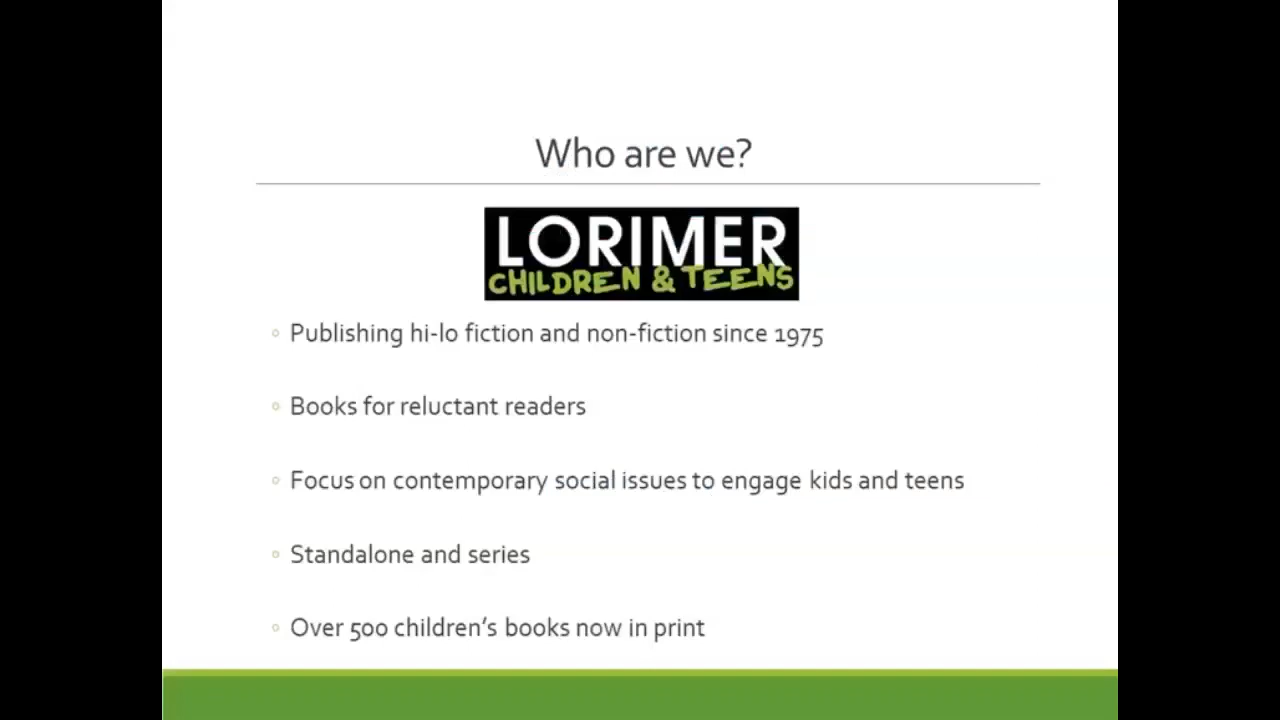 Who are we?
LORIMER
CHILDREN & TEENS
Publishing hi-lo fiction and non-fiction since 1975
Books for reluctant readers
Focus on contemporary social issues to engage kids and teens
Standalone and series
Over 500 children’s books now in print